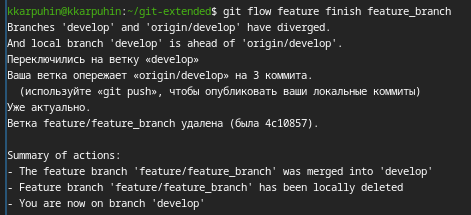 kkarpuhin@kkarpuhin:~/git-extended$ git flow feature finish feature_branch
Branches 'develop' and 'origin/develop' have diverged.
And local branch 'develop' is ahead of 'origin/develop'.
Переключились на ветку «develop»
Ваша ветка опережает «origin/develop» на 3 коммита.
  (используйте «git push», чтобы опубликовать ваши локальные коммиты)
Уже актуально.
Ветка feature/feature_branch удалена (была 4c10857).

Summary of actions:
- The feature branch 'feature/feature_branch' was merged into 'develop'
- Feature branch 'feature/feature_branch' has been locally deleted
- You are now on branch 'develop'